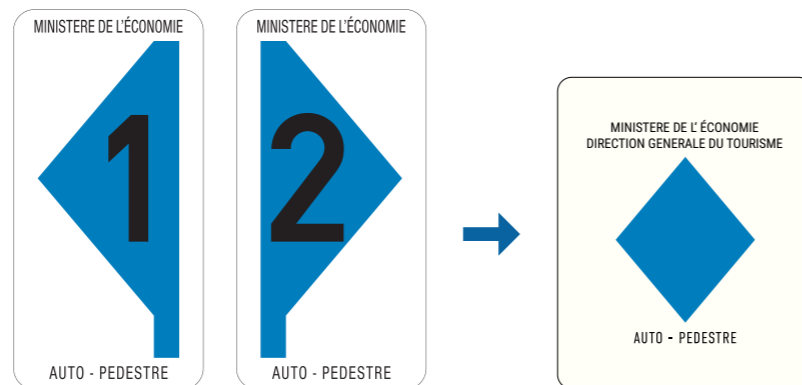 MINISTERE DE L'ÉCONOMIE
1
AUTO - PEDESTRE
MINISTERE DE L'ÉCONOMIE
2
AUTO - PEDESTRE
MINISTERE DE L' ÉCONOMIE
DIRECTION GENERALE DU TOURISME
AUTO - PEDESTRE